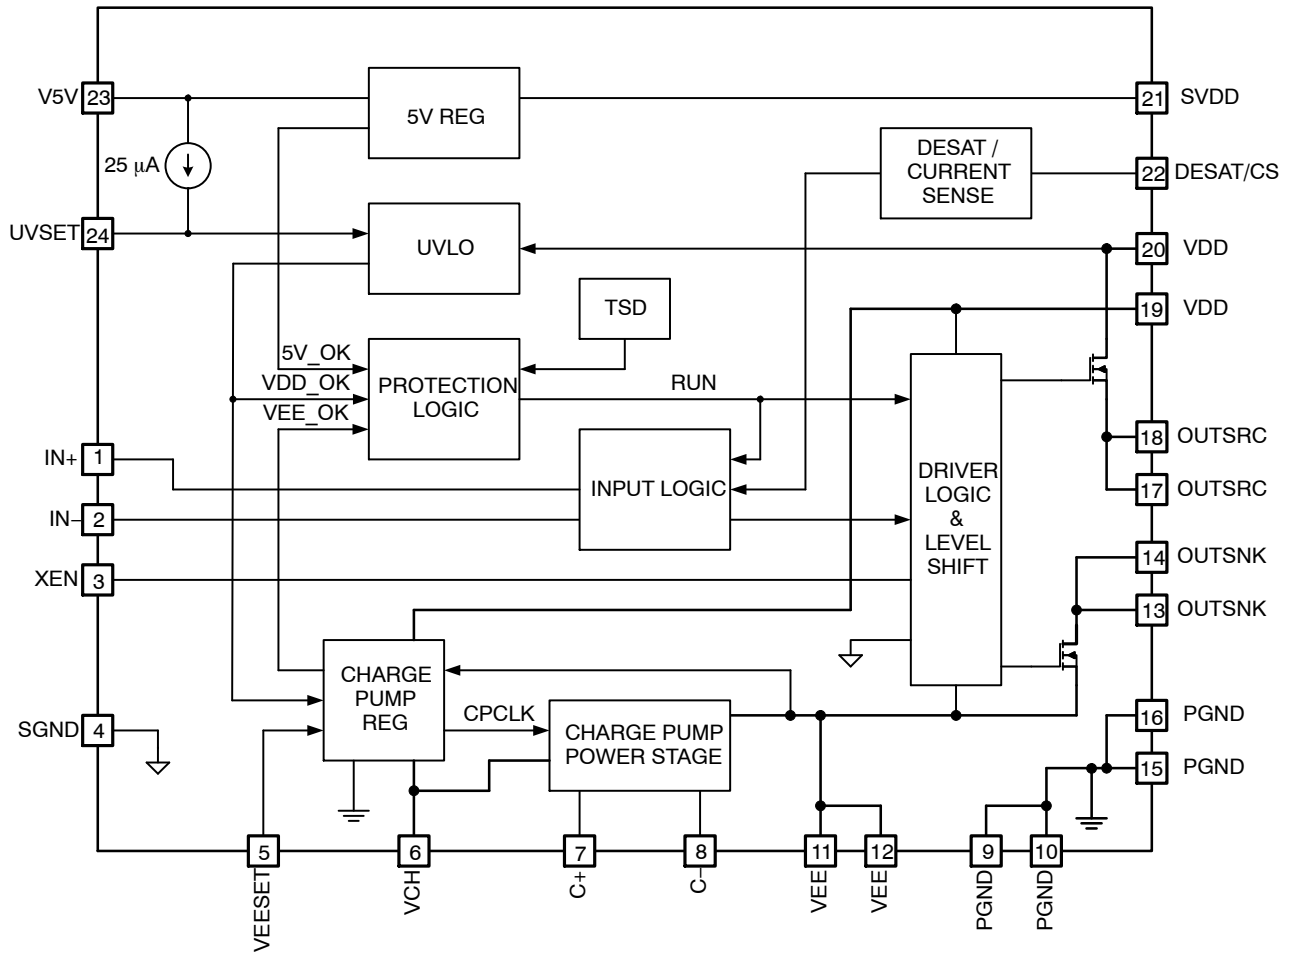 V5V
23
5V REG
21
SVDD
25 μA
DESAT /
CURRENT
SENSE
22
DESAT/CS
UVSET
24
UVLO
20
VDD
TSD
19
VDD
5V_OK
VDD_OK
VEE_OK
PROTECTION
LOGIC
RUN
IN+
1
INPUT LOGIC
DRIVER
LOGIC
&
LEVEL
SHIFT
18
OUTSRC
17
OUTSRC
IN–
2
XEN
3
14
OUTSNK
13
OUTSNK
CHARGE
PUMP
REG
CPCLK
CHARGE PUMP
POWER STAGE
SGND
4
16
PGND
15
PGND
5
6
7
8
11
12
9
10
VEESET
VCH
C+
C–
VEE
VEE
PGND
PGND